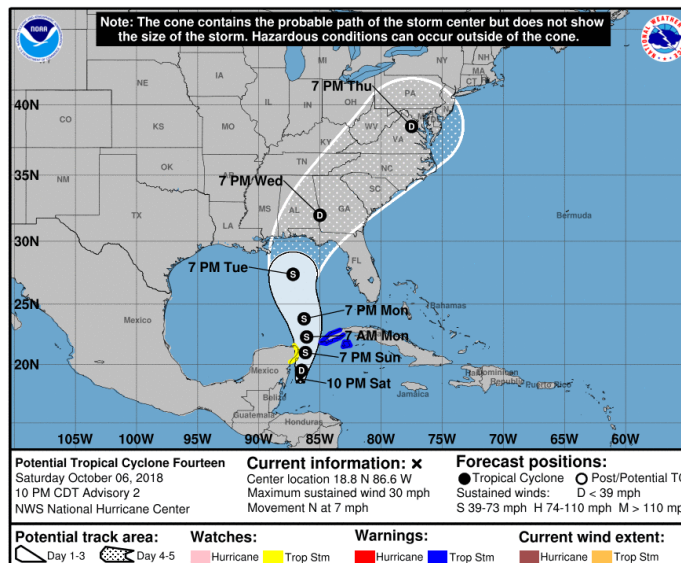 Note: The cone contains the probable path of the storm center but does not show
the size of the storm. Hazardous conditions can occur outside of the cone.
NOAA
NATIONAL WEATHER
MI
NY
NH
MA
CT
40N
NE
IA
IL
IN
OH
PA
7 PM Thu
D
CO
KS
MO
WV
VA
KY
35N
NM
OK
TN
NC
7 PM Wed
D
SC
TX
MS
AL
GA
LA
Bermuda
30N
7 PM Tue
S
FL
25N
Mexico
S
7 PM Mon
Bahamas
S
7 AM Mon
Cuba
S
7 PM Sun
20N
Mexico
D
10 PM Sat
Belize
Jamaica
Dominican
Republic
Puerto Rico
Guatemala
Honduras
105W 100W 95W 90W 85W 80W 75W 70W 65W 60W
Potential Tropical Cyclone Fourteen
Saturday October 06, 2018
10 PM CDT Advisory 2
NWS National Hurricane Center
Current information: ×
Center location 18.8 N 86.6 W
Maximum sustained wind 30 mph
Movement N at 7 mph
Forecast positions:
Tropical Cyclone Post/Potential TC
Sustained winds: D < 39 mph
S 39-73 mph H 74-110 mph M > 110 mph
Potential track area:
Day 1-3 Day 4-5
Watches:
Hurricane Trop Stm
Warnings:
Hurricane Trop Stm
Current wind extent:
Hurricane Trop Stm